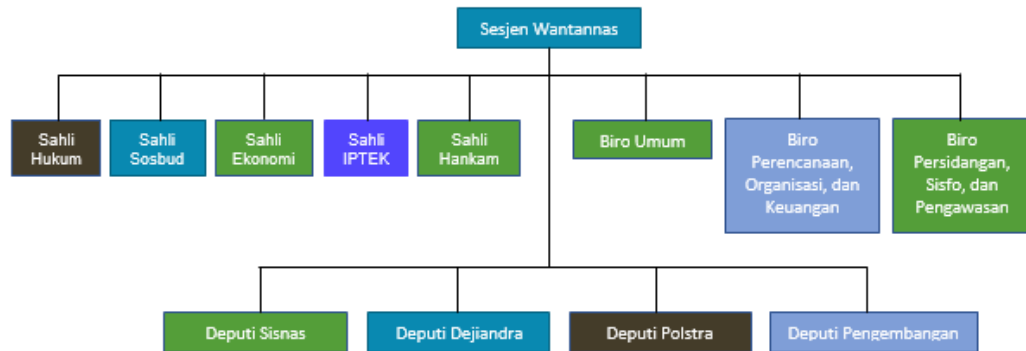 Sesjen Wantannas
Sahli
Hukum
Sahli
Sosbud
Sahli
Ekonomi
Sahli
IPTEK
Sahli
Hankam
Biro Umum
Biro
Perencanaan,
Organisasi, dan
Keuangan
Biro
Persidangan,
Sisfo, dan
Pengawasan
Deputi Sisnas
Deputi Dejiandra
Deputi Polstra
Deputi Pengembangan